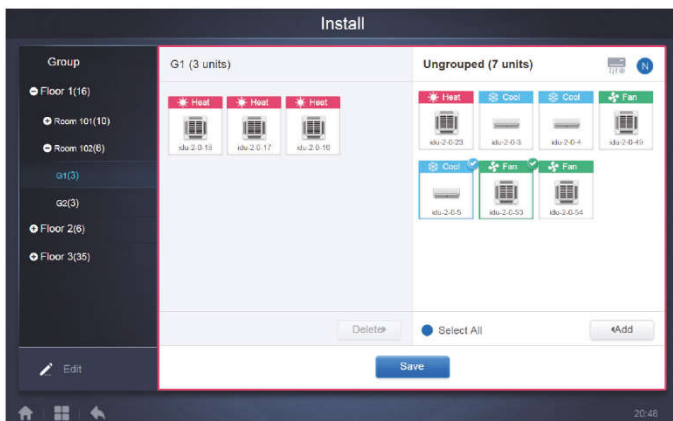 Install
Group
Floor 1(16)
Room 101(10)
Room 102(6)
G1(3)
G2(3)
Floor 2(6)
Floor 3(35)
Edit
G1 (3 units)
Heat Heat Heat
idu-2-0-18 idu-2-0-17 idu-2-0-16
Delete
Ungrouped (7 units)
N
Heat Cool Cool Fan
idu-2-0-23 idu-2-0-3 idu-2-0-4 idu-2-0-49
Cool Fan Fan
idu-2-0-5 idu-2-0-53 idu-2-0-54
Select All
Add
Save
20:46